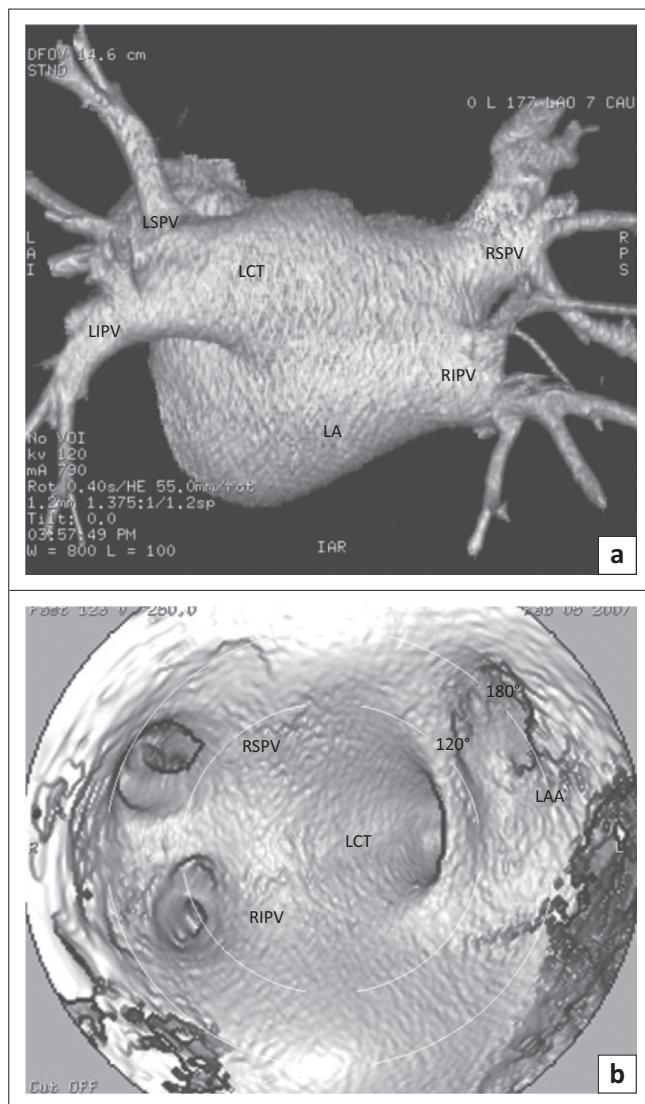 DFOV 14.6 cm
STND
0 L 177 LAO 7 CAU
LSPV
L
A
I
LCT
RSPV
R
P
S
LIPV
RIPV
LA
No VOI
kv 120
mA 790
Rot 0.40s/HE 55.0mm/rot
1.2mm 1.375:1/1.2sp
Tilt: 0.0
03:57:49 PM
W = 800 L = 100
IAR
a
2007
180°
RSPV
120°
LAA
LCT
R
L
RIPV
Cut Off
b